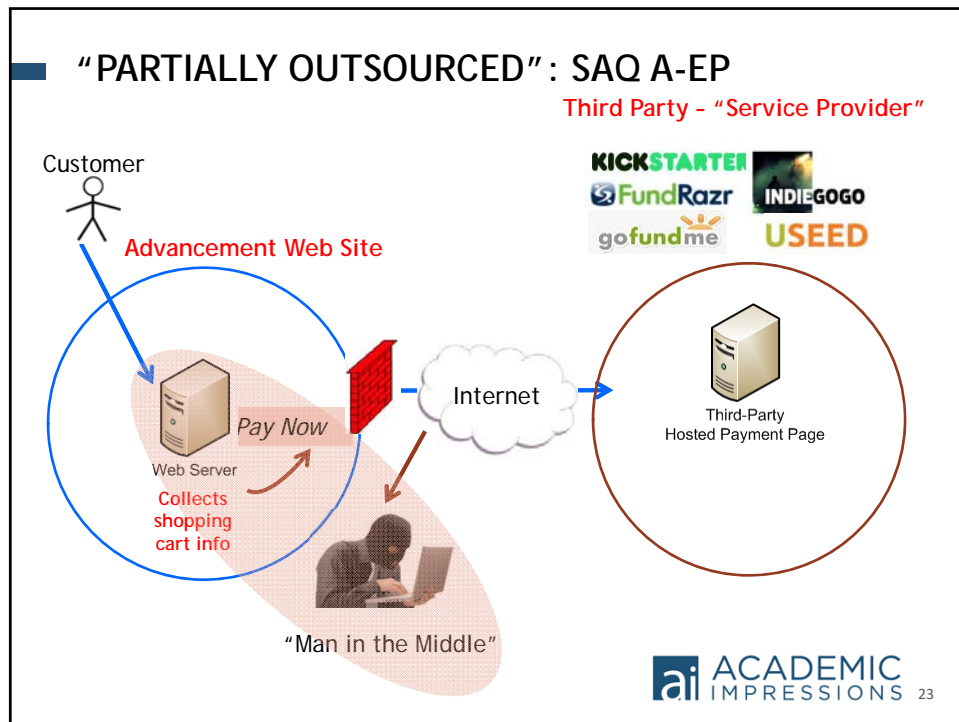 “PARTIALLY OUTSOURCED”: SAQ A-EP
Third Party - “Service Provider”
Customer
KICKSTARTER
FundRazr
INDIEGOGO
gofundme
USEED
Advancement Web Site
Pay Now
Internet
Web Server
Third-Party
Hosted Payment Page
Collects
shopping
cart info
“Man in the Middle”
ai ACADEMIC
IMPRESSIONS 23